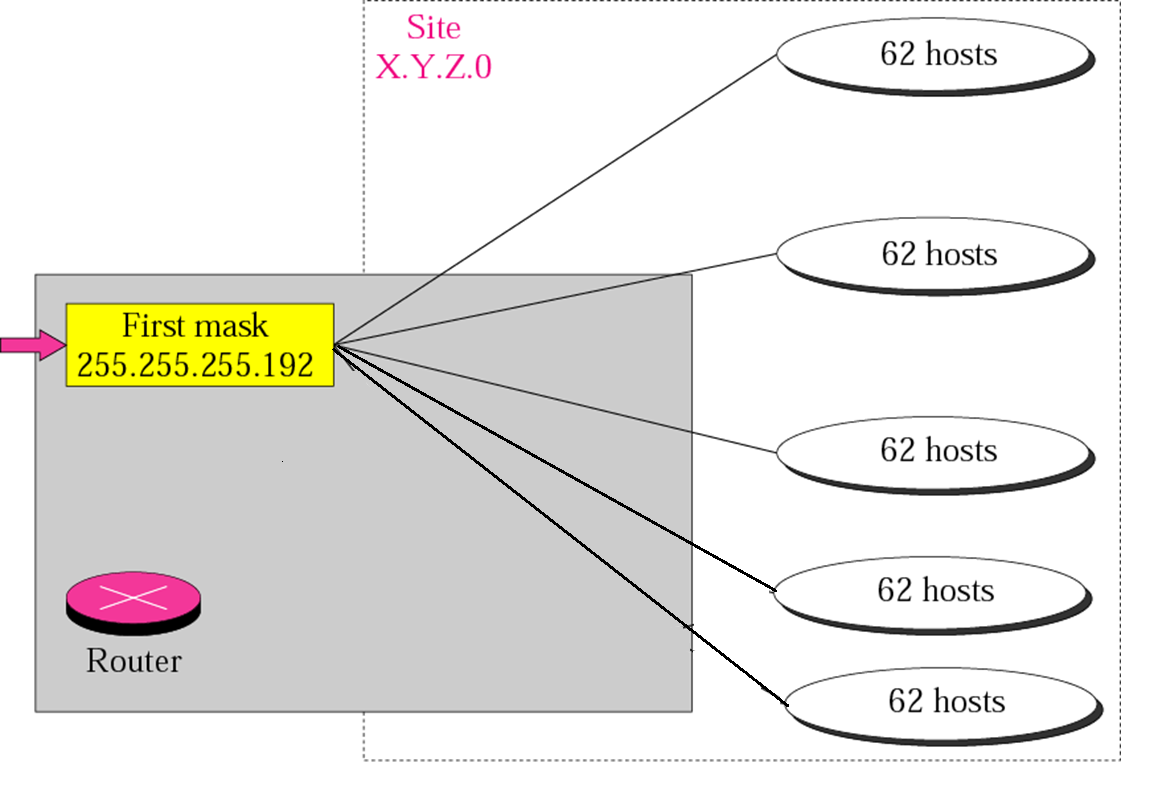 Site
X.Y.Z.0
62 hosts
62 hosts
First mask
255.255.255.192
62 hosts
62 hosts
Router
62 hosts